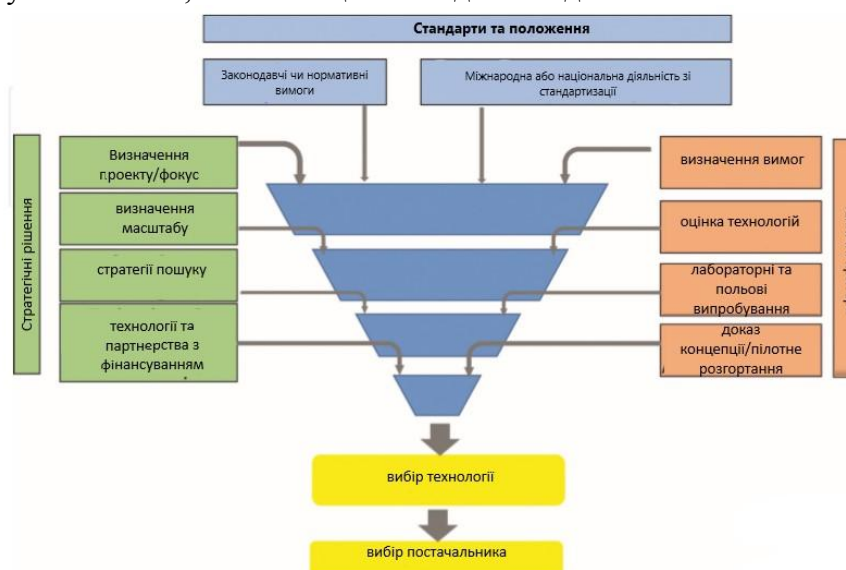 Стандарти та положення
Законодавчі чи нормативні
вимоги
Міжнародна або національна діяльність зі
стандартизації
Стратегічні рішення
Визначення
проекту/фокус
визначення
масштабу
стратегії пошуку
технології та
партнерства з
фінансуванням
визначення вимог
оцінка технологій
лабораторні та
польові
випробування
доказ
концепції/пілотне
розгортання
вибір технології
вибір постачальника